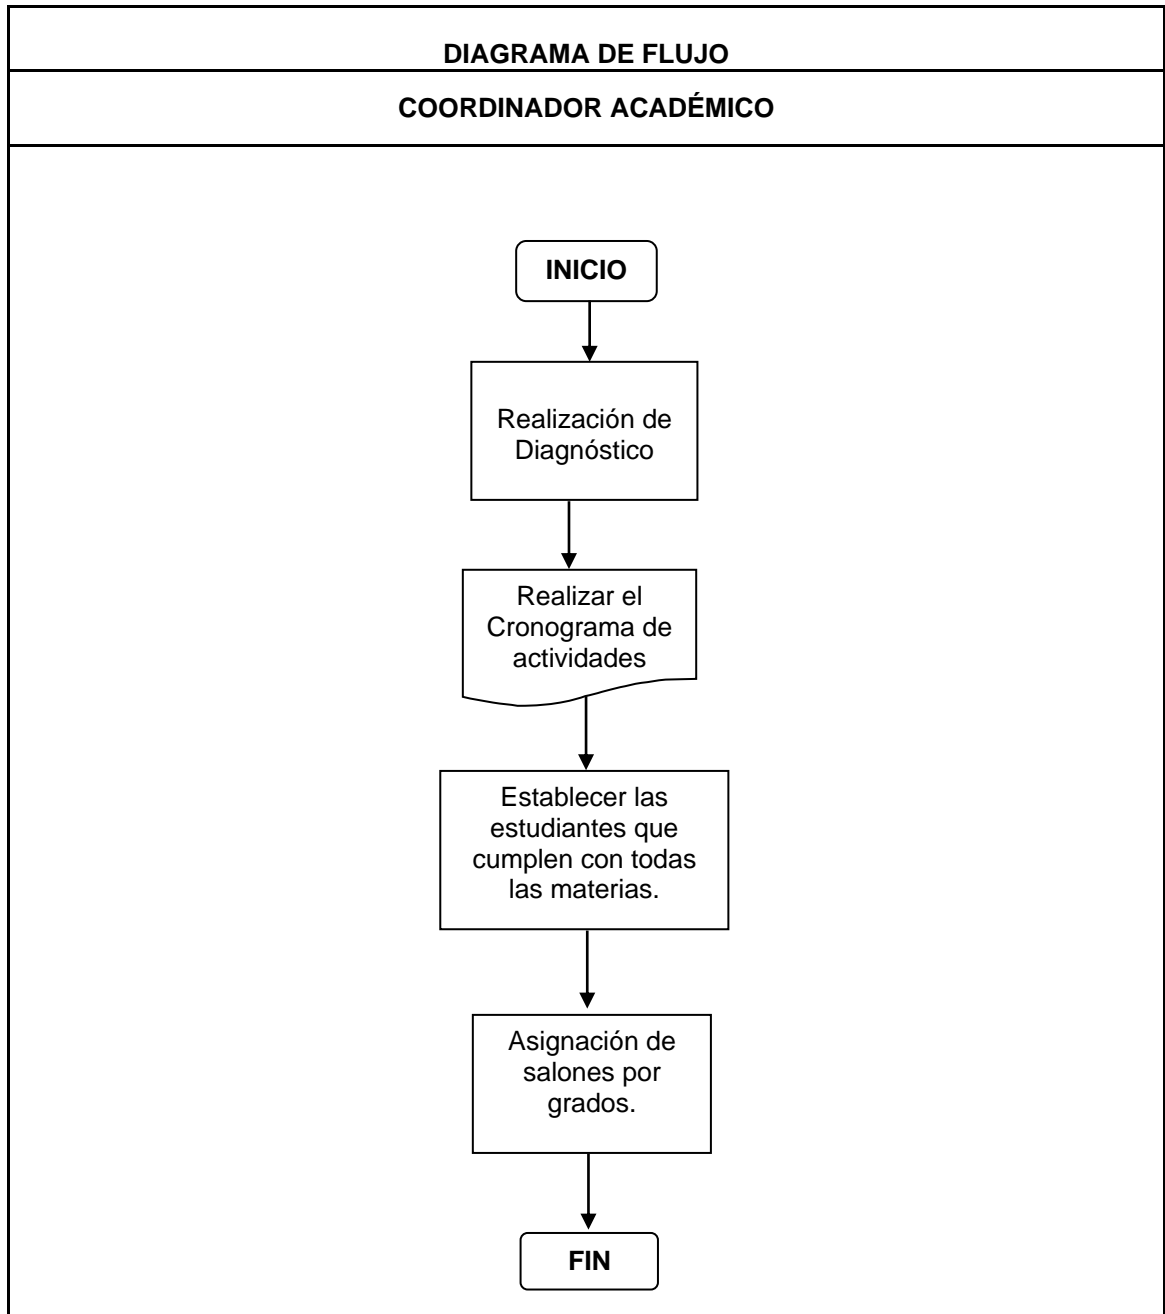 DIAGRAMA DE FLUJO
COORDINADOR ACADÉMICO
INICIO
Realización de
Diagnóstico
Realizar el
Cronograma de
actividades
Establecer las
estudiantes que
cumplen con todas
las materias.
Asignación de
salones por
grados.
FIN